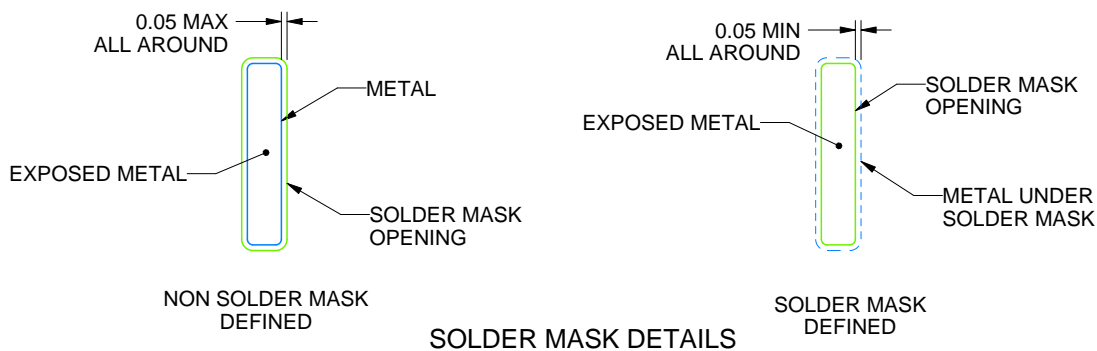 0.05 MAX
ALL AROUND
METAL
EXPOSED METAL
SOLDER MASK
OPENING
NON SOLDER MASK
DEFINED
0.05 MIN
ALL AROUND
SOLDER MASK
OPENING
EXPOSED METAL
METAL UNDER
SOLDER MASK
SOLDER MASK
DEFINED
SOLDER MASK DETAILS